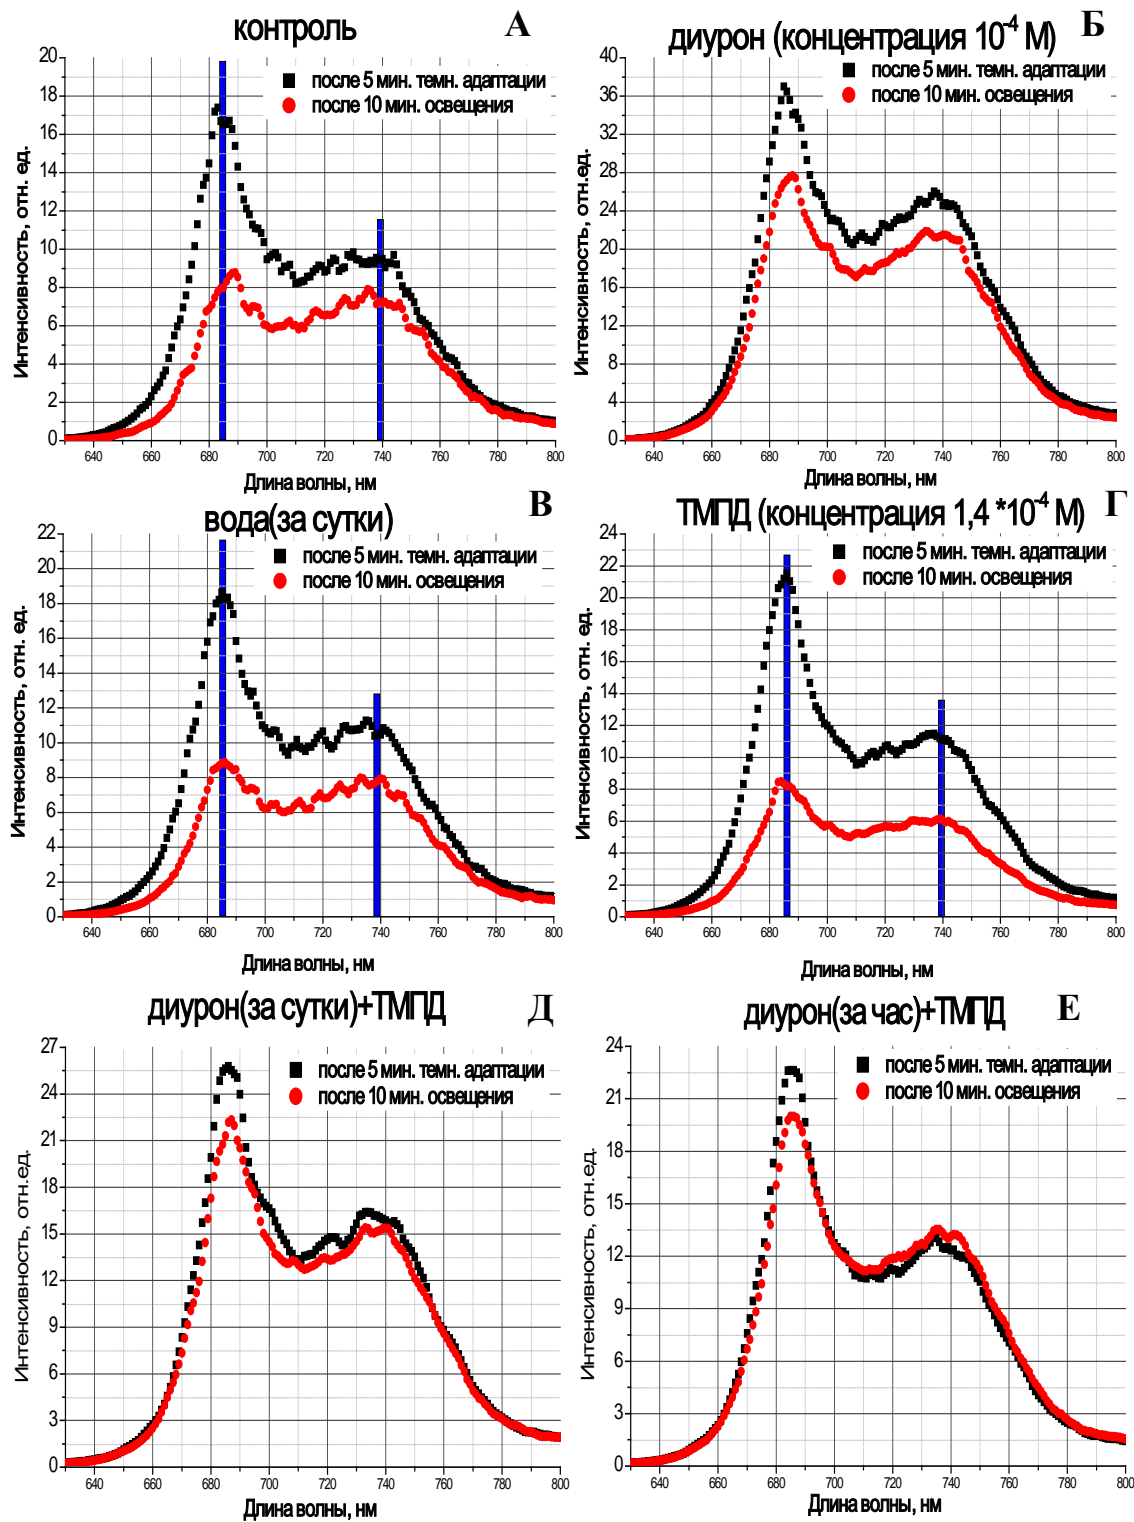 контроль
А
20
18
16
14
12
10
8
6
4
2
0
Интенсивность, отн. ед.
после 5 мин. темн. адаптации
после 10 мин. освещения
640 660 680 700 720 740 760 780 800
Длина волны, нм
диурон (концентрация 10⁻⁴ М)
Б
40
36
32
28
24
20
16
12
8
4
0
Интенсивность, отн.ед.
после 5 мин. темн. адаптации
после 10 мин. освещения
640 660 680 700 720 740 760 780 800
Длина волны, нм
вода(за сутки)
В
22
20
18
16
14
12
10
8
6
4
2
0
Интенсивность, отн. ед.
после 5 мин. темн. адаптации
после 10 мин. освещения
640 660 680 700 720 740 760 780 800
Длина волны, нм
ТМПД (концентрация 1,4 *10⁻⁴ М)
Г
24
22
20
18
16
14
12
10
8
6
4
2
0
Интенсивность, отн. ед.
после 5 мин. темн. адаптации
после 10 мин. освещения
640 660 680 700 720 740 760 780 800
Длина волны, нм
диурон(за сутки)+ТМПД
Д
27
24
21
18
15
12
9
6
3
0
Интенсивность, отн.ед.
после 5 мин. темн. адаптации
после 10 мин. освещения
640 660 680 700 720 740 760 780 800
Длина волны, нм
диурон(за час)+ТМПД
Е
24
21
18
15
12
9
6
3
0
Интенсивность, отн.ед.
после 5 мин. темн. адаптации
после 10 мин. освещения
640 660 680 700 720 740 760 780 800
Длина волны, нм